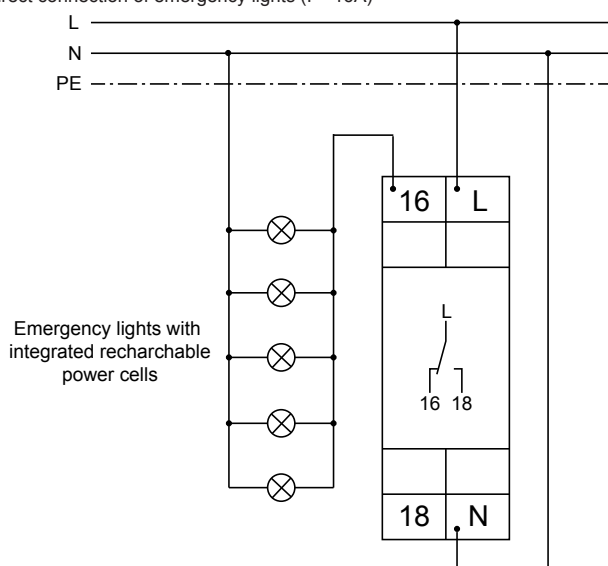 L
N
PE
16 L
L
16 18
Emergency lights with
integrated recharchable
power cells
18 N